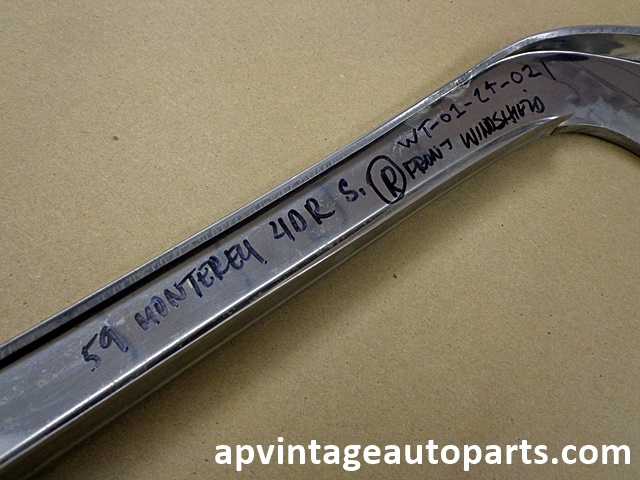 WT-01-24-021
59 MONTEREY 4DR S. R FRONT WINDSHIELD
apvintageautoparts.com